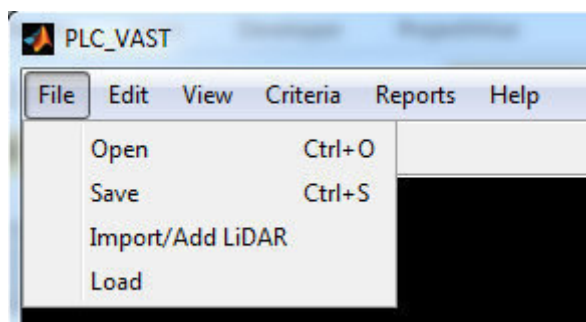 PLC_VAST
File Edit View Criteria Reports Help
Open Ctrl+O
Save Ctrl+S
Import/Add LiDAR
Load